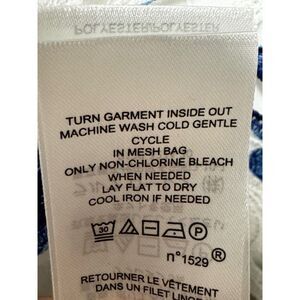 POLYESTER/POLYESTER
TURN GARMENT INSIDE OUT
MACHINE WASH COLD GENTLE
CYCLE
IN MESH BAG
ONLY NON-CHLORINE BLEACH
WHEN NEEDED
LAY FLAT TO DRY
COOL IRON IF NEEDED
30 P
n°1529 ®
RETOURNER LE VÊTEMENT
DANS UN FILET